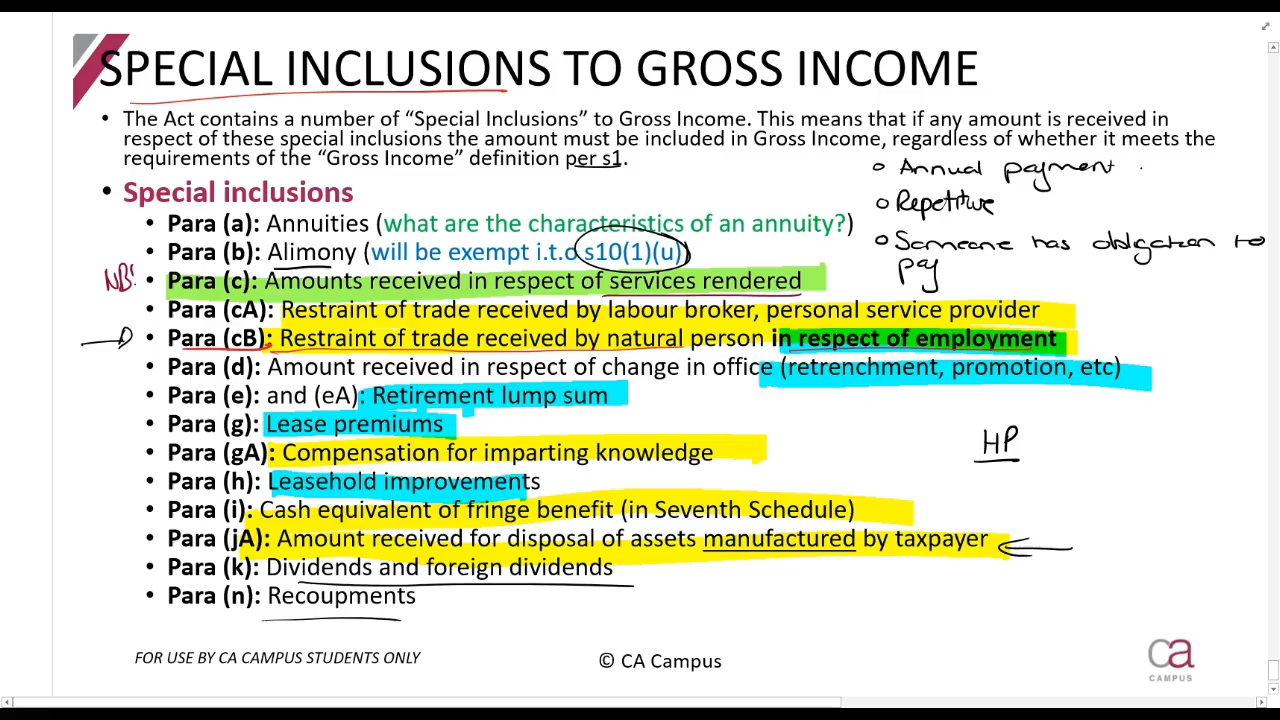 SPECIAL INCLUSIONS TO GROSS INCOME
• The Act contains a number of “Special Inclusions” to Gross Income. This means that if any amount is received in
respect of these special inclusions the amount must be included in Gross Income, regardless of whether it meets the
requirements of the “Gross Income” definition per s1.
Annual payment
Repetitive
Someone has obligation to
pay
• Special inclusions
• Para (a): Annuities (what are the characteristics of an annuity?)
• Para (b): Alimony (will be exempt i.t.o s10(1)(u))
NB! • Para (c): Amounts received in respect of services rendered
• Para (cA): Restraint of trade received by labour broker, personal service provider
• Para (cB): Restraint of trade received by natural person in respect of employment
• Para (d): Amount received in respect of change in office (retrenchment, promotion, etc)
• Para (e): and (eA): Retirement lump sum
• Para (g): Lease premiums
HP
• Para (gA): Compensation for imparting knowledge
• Para (h): Leasehold improvements
• Para (i): Cash equivalent of fringe benefit (in Seventh Schedule)
• Para (jA): Amount received for disposal of assets manufactured by taxpayer
• Para (k): Dividends and foreign dividends
• Para (n): Recoupments
FOR USE BY CA CAMPUS STUDENTS ONLY
© CA Campus
ca
CAMPUS